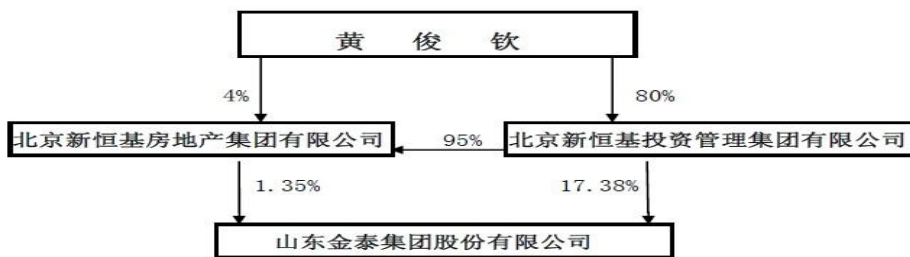 黄 俊 钦
4% 80%
北京新恒基房地产集团有限公司 95% 北京新恒基投资管理集团有限公司
1.35% 17.38%
山东金泰集团股份有限公司